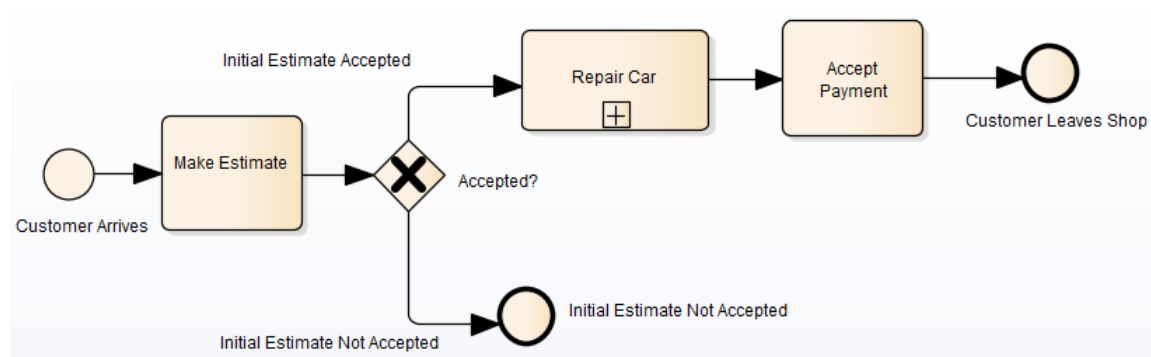 Initial Estimate Accepted
Repair Car
Accept
Payment
Customer Leaves Shop
Make Estimate
Accepted?
Customer Arrives
Initial Estimate Not Accepted
Initial Estimate Not Accepted